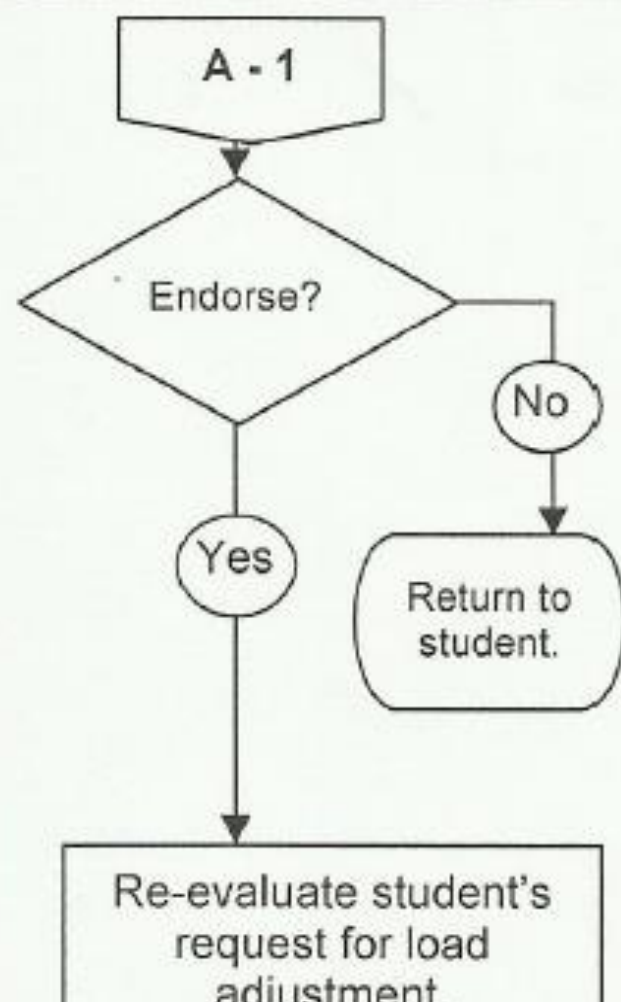 A - 1
Endorse?
No
Yes
Return to
student.
Re-evaluate student's
request for load
adjustment